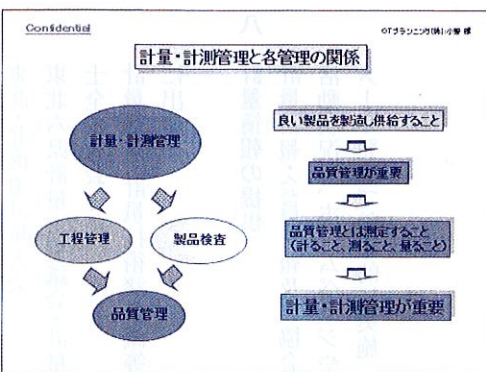 Confidential
OTプランニング(株)小野 様
計量・計測管理と各管理の関係
計量・計測管理
工程管理
製品検査
品質管理
良い製品を製造し供給すること
品質管理が重要
品質管理とは測定すること
(計ること、測ること、量ること)
計量・計測管理が重要